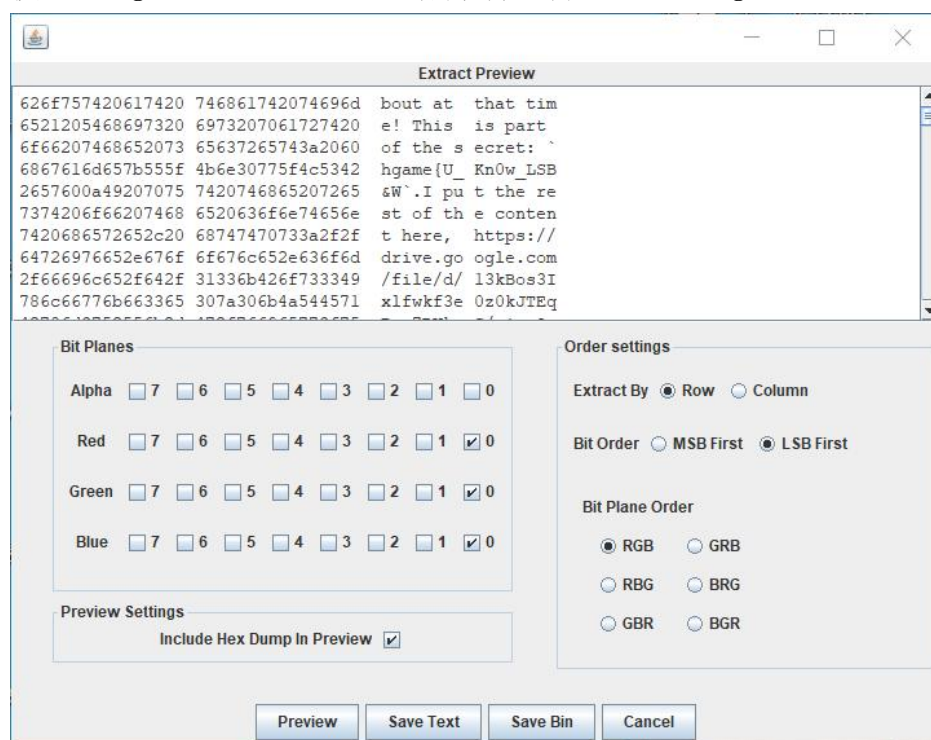 Extract Preview
626f757420617420 746861742074696d bout at that tim
6521205468697320 6973207061727420 e! This is part
6f66207468652073 65637265743a2060 of the s ecret: `
6867616d657b555f 4b6e30775f4c5342 hgame{U_ Kn0w_LSB
2657600a49207075 7420746865207265 &W`.I pu t the re
7374206f66207468 6520636f6e74656e st of th e conten
7420686572652c20 68747470733a2f2f t here, https://
64726976652e676f 6f676c652e636f6d drive.go ogle.com
2f66696c652f642f 31336b426f733349 /file/d/ 13kBos3I
786c66776b663365 307a306b4a544571 xlfwkf3e 0z0kJTEq
Bit Planes
Alpha 7 6 5 4 3 2 1 0
Red 7 6 5 4 3 2 1 0
Green 7 6 5 4 3 2 1 0
Blue 7 6 5 4 3 2 1 0
Preview Settings
Include Hex Dump In Preview
Order settings
Extract By Row Column
Bit Order MSB First LSB First
Bit Plane Order
RGB GRB
RBG BRG
GBR BGR
Preview Save Text Save Bin Cancel